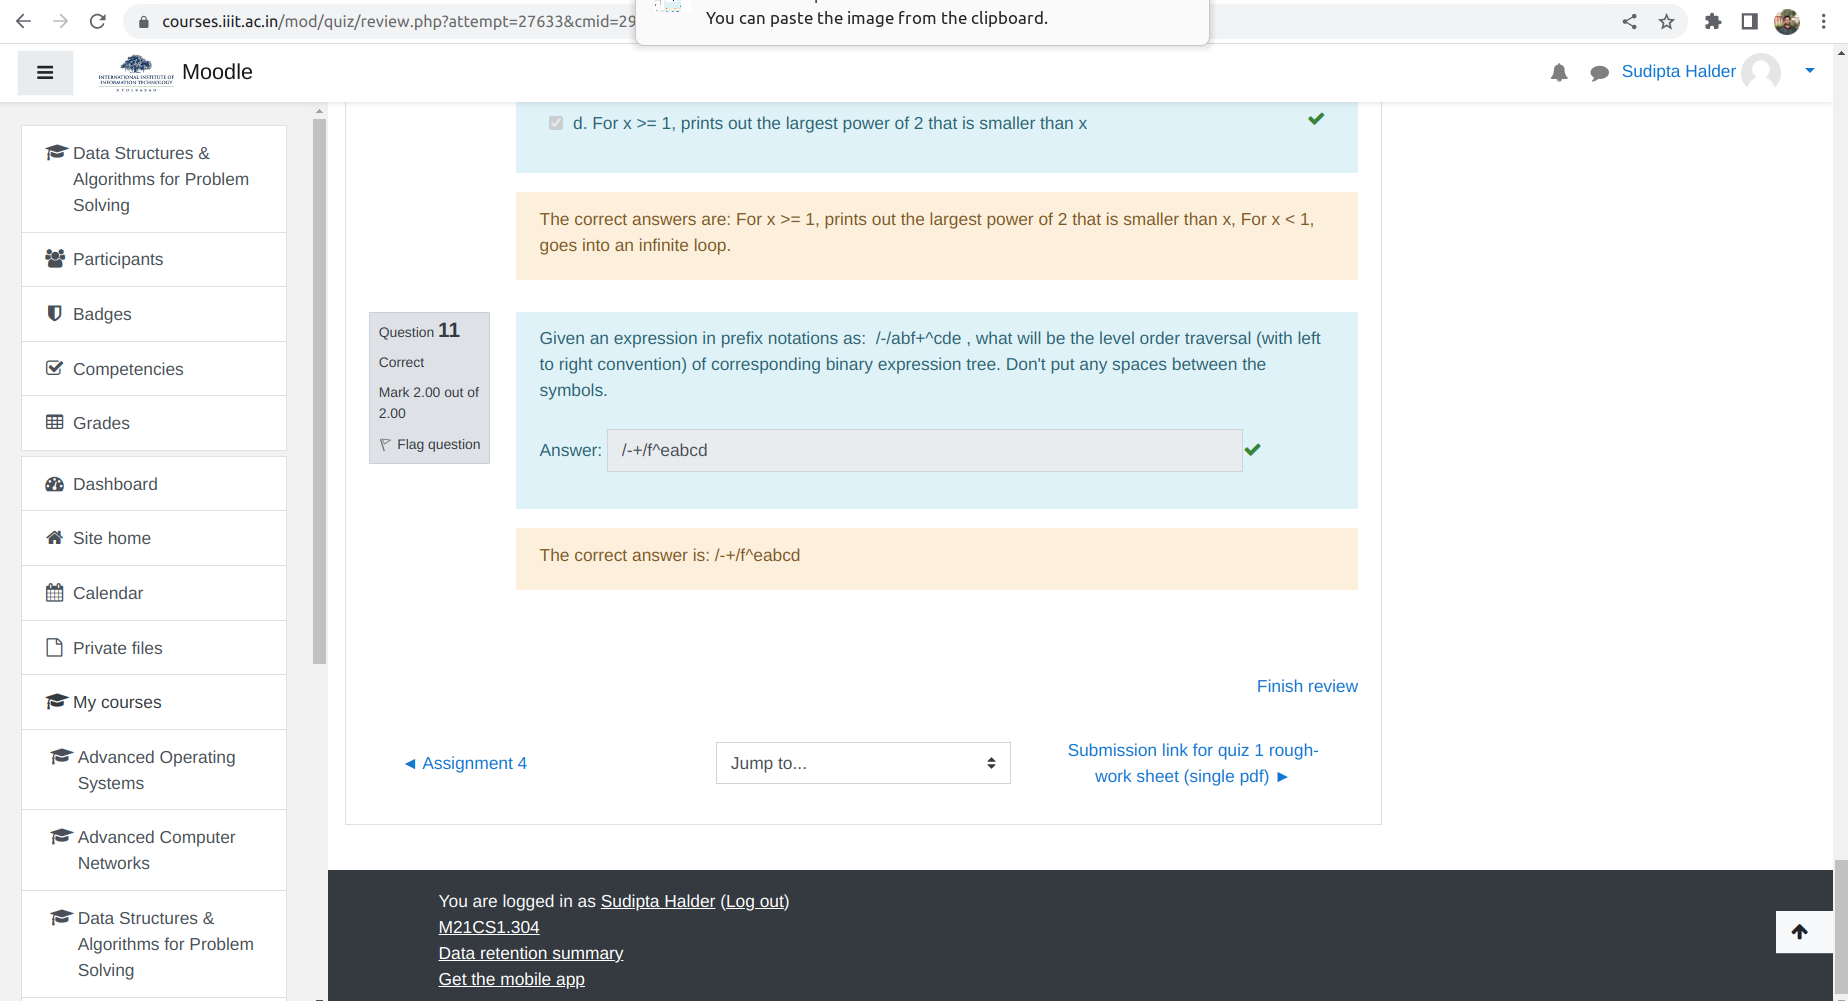 You can paste the image from the clipboard.
courses.iiit.ac.in/mod/quiz/review.php?attempt=27633&cmid=29
INTERNATIONAL INSTITUTE OF
INFORMATION TECHNOLOGY
HYDERABAD
Moodle
Sudipta Halder
Data Structures &
Algorithms for Problem
Solving
Participants
Badges
Competencies
Grades
Dashboard
Site home
Calendar
Private files
My courses
Advanced Operating
Systems
Advanced Computer
Networks
Data Structures &
Algorithms for Problem
Solving
d. For x >= 1, prints out the largest power of 2 that is smaller than x
The correct answers are: For x >= 1, prints out the largest power of 2 that is smaller than x, For x < 1,
goes into an infinite loop.
Question 11
Correct
Mark 2.00 out of
2.00
Flag question
Given an expression in prefix notations as:  /-/abf+^cde , what will be the level order traversal (with left
to right convention) of corresponding binary expression tree. Don't put any spaces between the
symbols.
Answer: /-+/f^eabcd
The correct answer is: /-+/f^eabcd
Finish review
◄ Assignment 4
Jump to...
Submission link for quiz 1 rough-
work sheet (single pdf) ►
You are logged in as Sudipta Halder (Log out)
M21CS1.304
Data retention summary
Get the mobile app